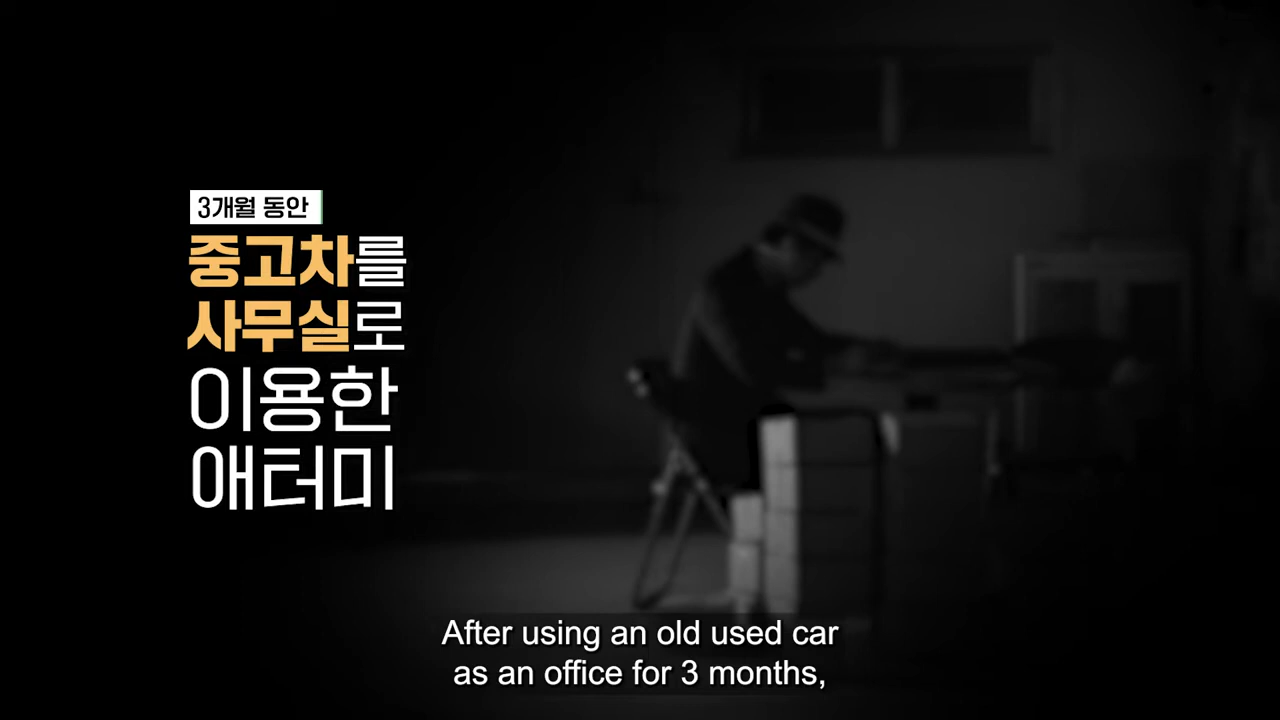 3개월 동안
중고차를
사무실로
이용한
애터미
After using an old used car
as an office for 3 months,